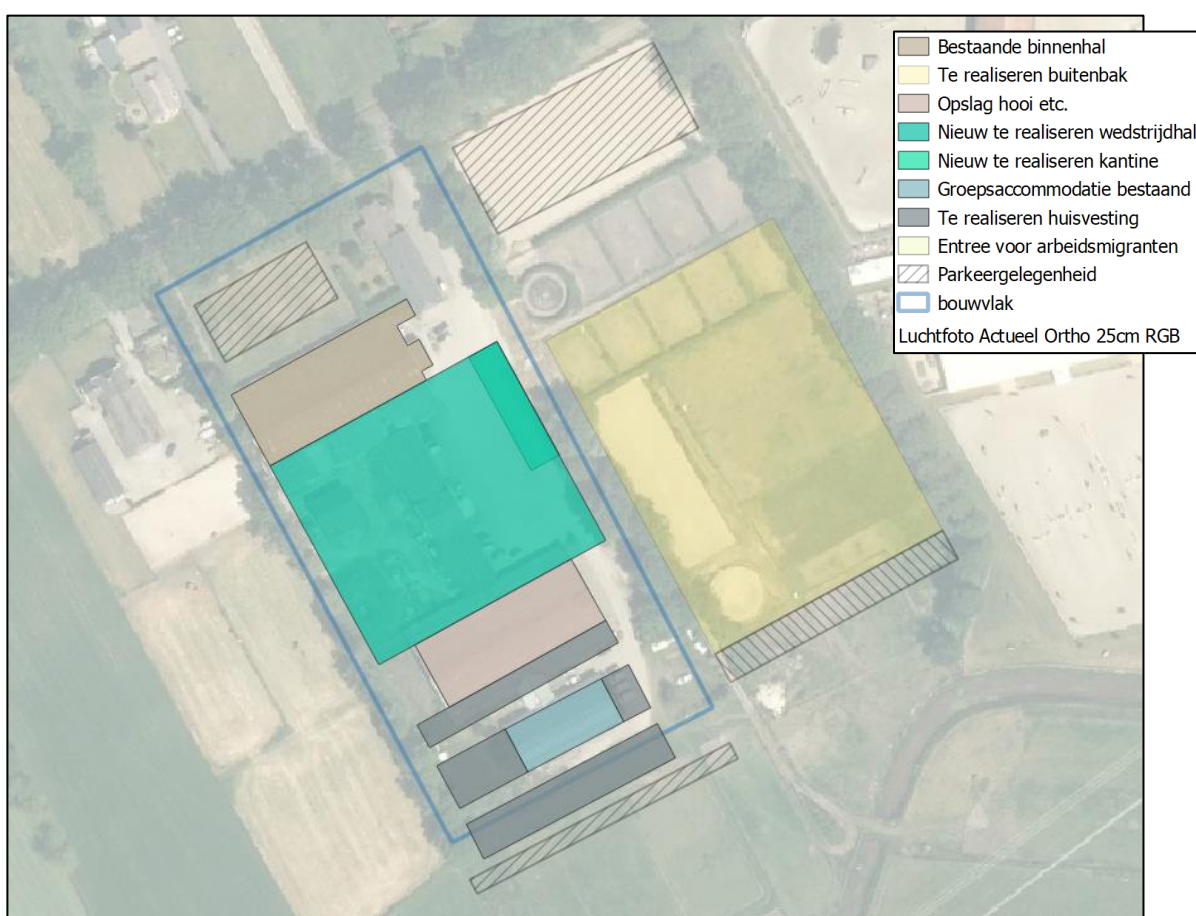 Bestaande binnenhal
Te realiseren buitenbak
Opslag hooi etc.
Nieuw te realiseren wedstrijdhal
Nieuw te realiseren kantine
Groepsaccommodatie bestaand
Te realiseren huisvesting
Entree voor arbeidsmigranten
Parkeergelegenheid
bouwvlak
Luchtfoto Actueel Ortho 25cm RGB